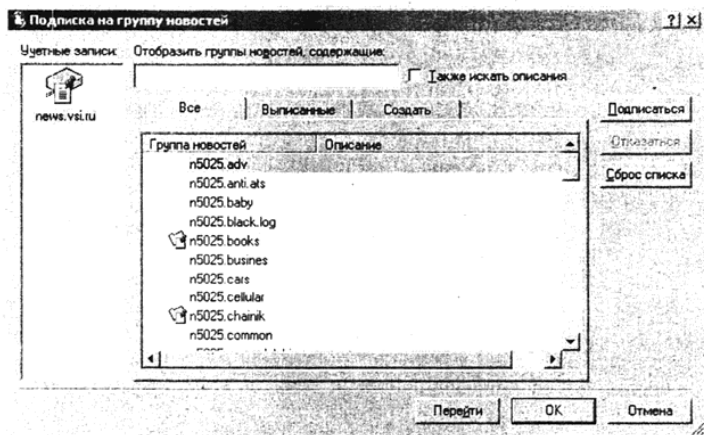 Подписка на группу новостей
Учетные записи:
Отобразить группы новостей, содержащие:
Также искать описания
news.vsi.ru
Все
Выписанные
Создать
Подписаться
Отказаться
Сброс списка
Группа новостей
Описание
n5025.adv
n5025.anti.ats
n5025.baby
n5025.black.log
n5025.books
n5025.busines
n5025.cars
n5025.cellular
n5025.chainik
n5025.common
Перейти
OK
Отмена